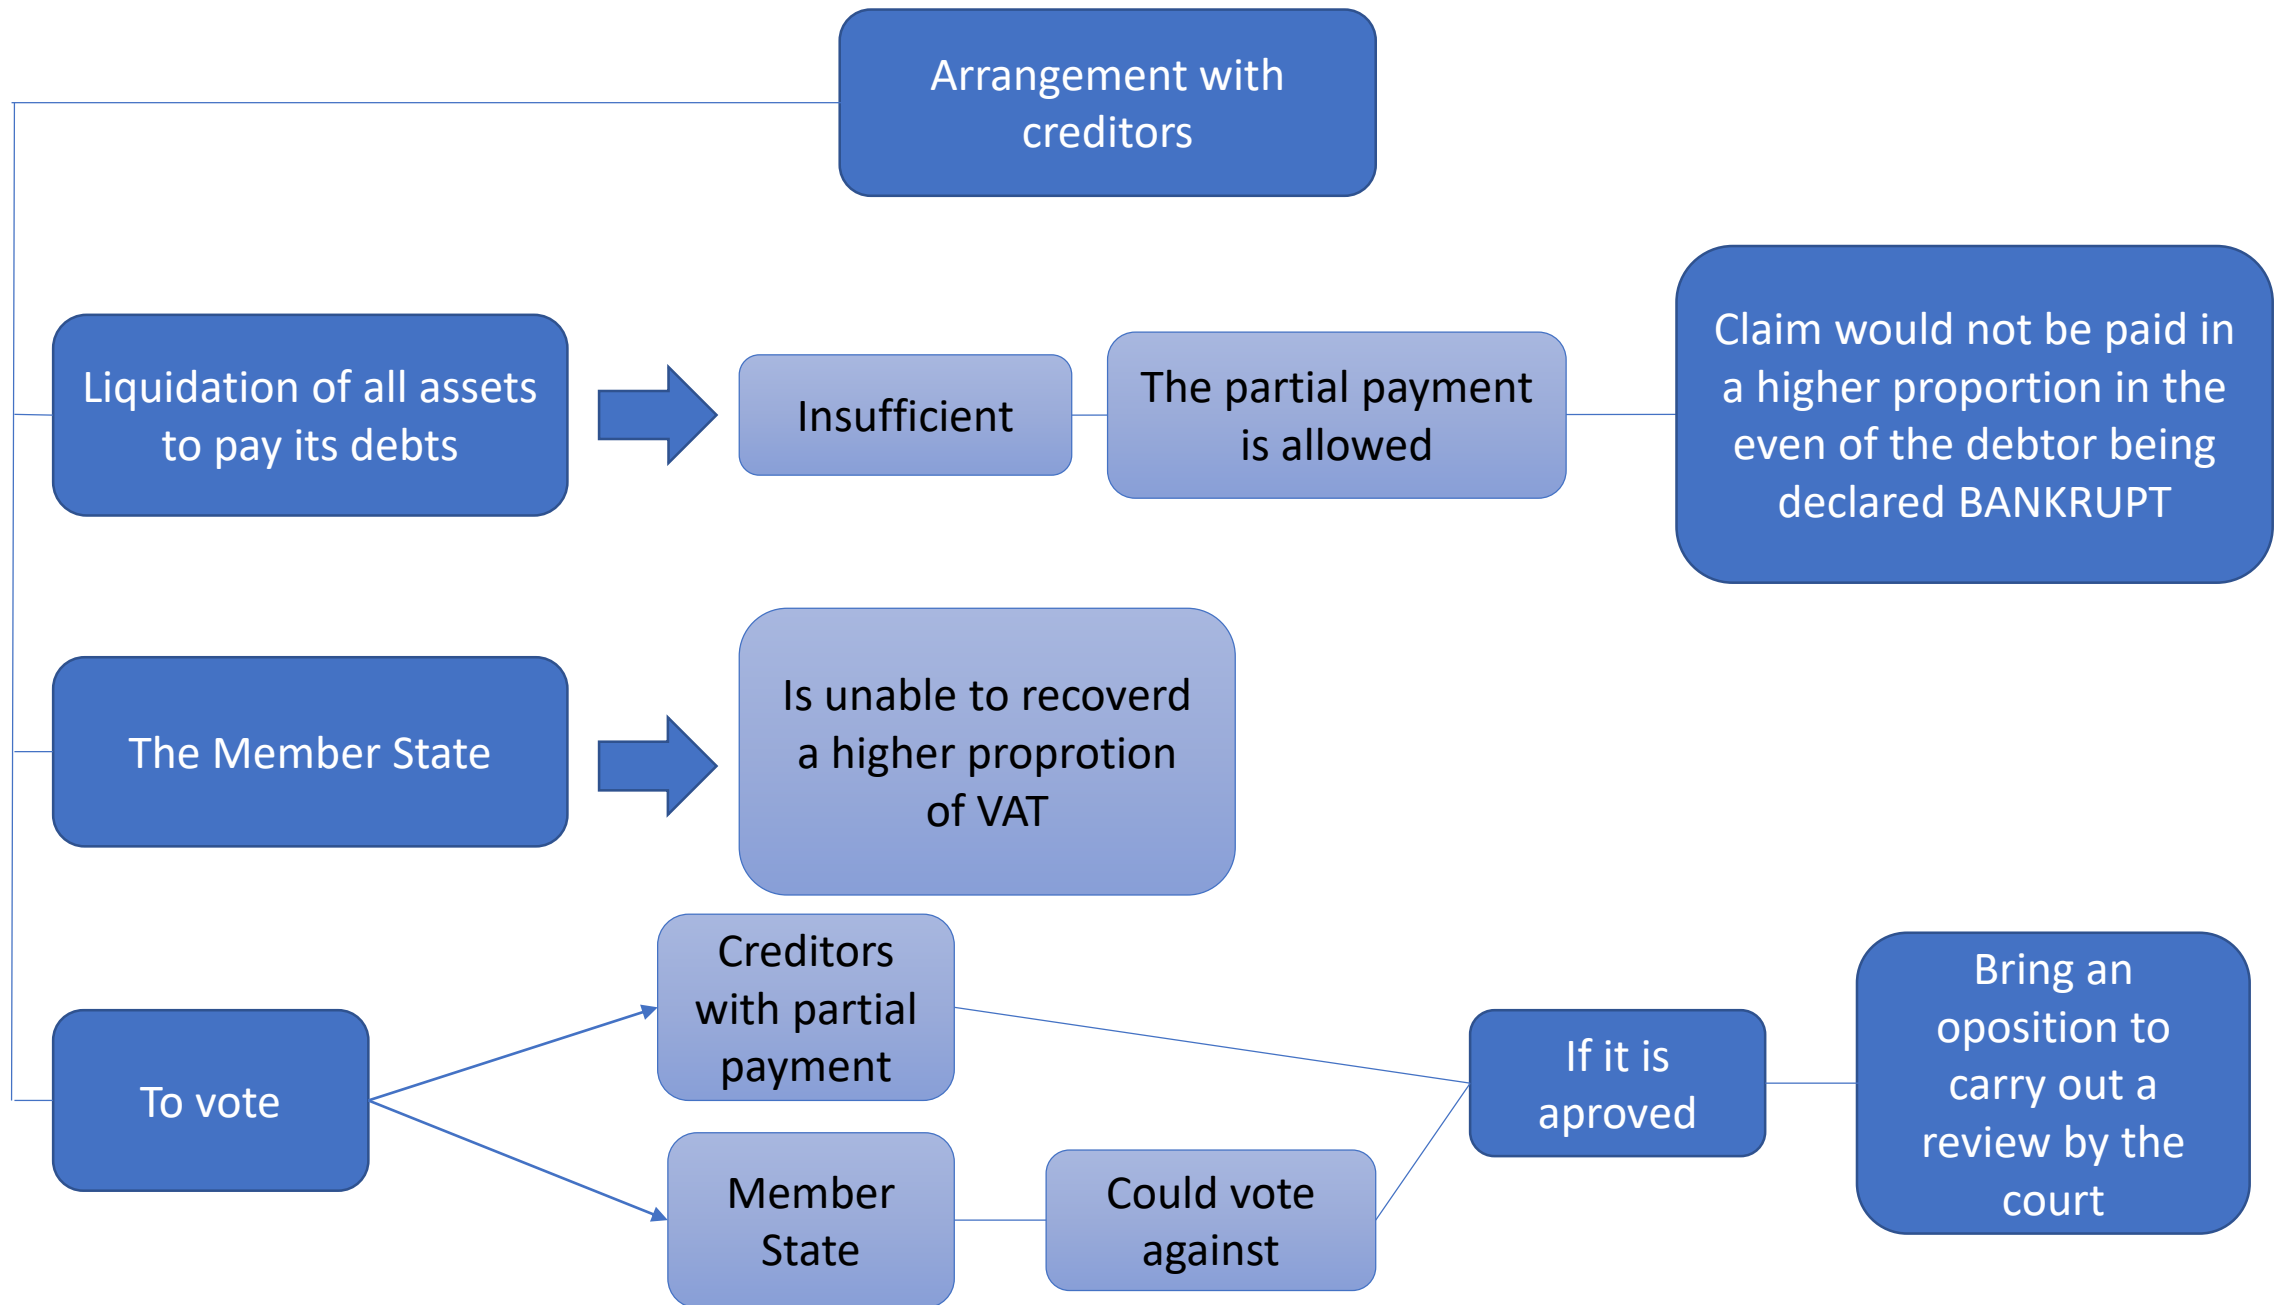 Arrangement with
creditors
Liquidation of all assets
to pay its debts
Insufficient
The partial payment
is allowed
Claim would not be paid in
a higher proportion in the
even of the debtor being
declared BANKRUPT
The Member State
Is unable to recoverd
a higher proprotion
of VAT
To vote
Creditors
with partial
payment
Member
State
Could vote
against
If it is
aproved
Bring an
oposition to
carry out a
review by the
court